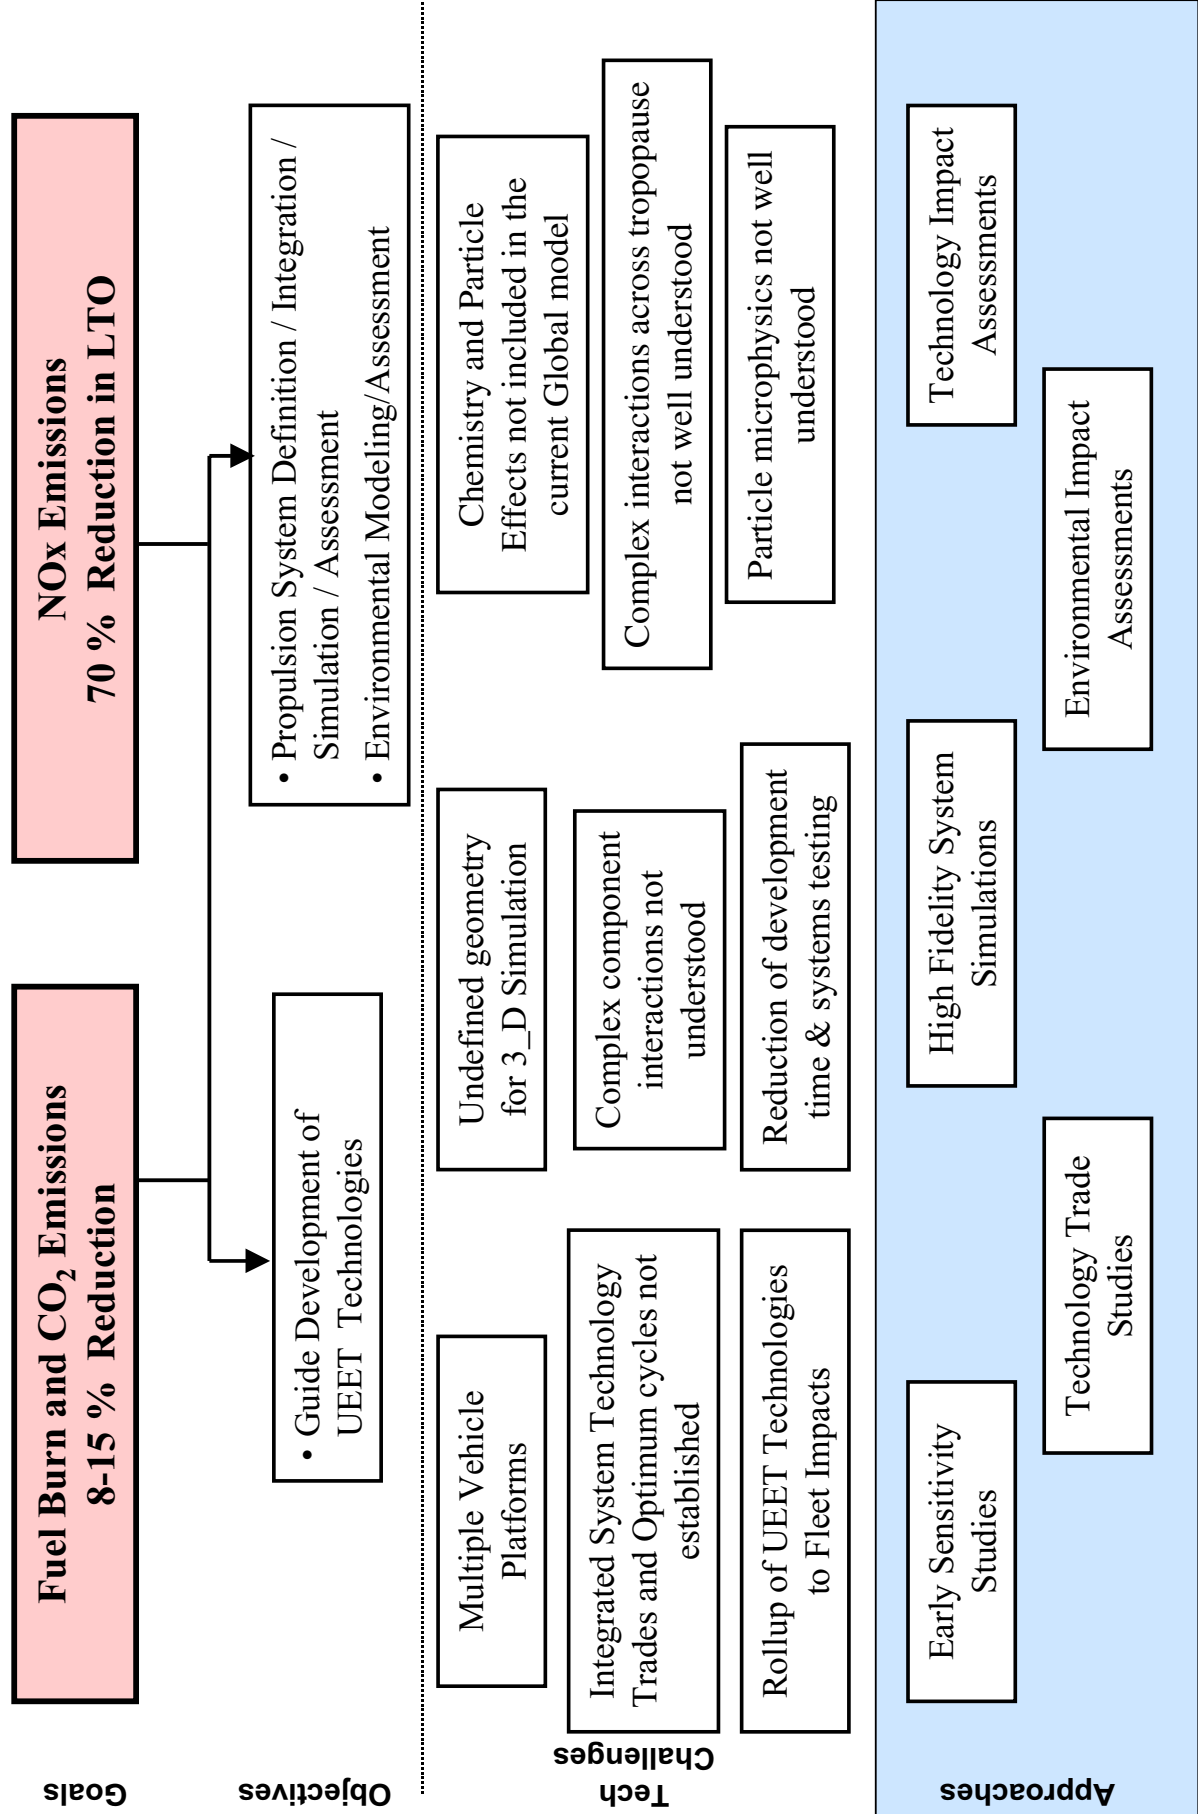 Goals
Fuel Burn and CO₂ Emissions
8-15 % Reduction
NOx Emissions
70 % Reduction in LTO
Objectives
• Guide Development of
UEET Technologies
• Propulsion System Definition / Integration /
Simulation / Assessment
• Environmental Modeling/Assessment
Tech
Challenges
Multiple Vehicle
Platforms
Integrated System Technology
Trades and Optimum cycles not
established
Rollup of UEET Technologies
to Fleet Impacts
Undefined geometry
for 3_D Simulation
Complex component
interactions not
understood
Reduction of development
time & systems testing
Chemistry and Particle
Effects not included in the
current Global model
Complex interactions across tropopause
not well understood
Particle microphysics not well
understood
Approaches
Early Sensitivity
Studies
Technology Trade
Studies
High Fidelity System
Simulations
Environmental Impact
Assessments
Technology Impact
Assessments